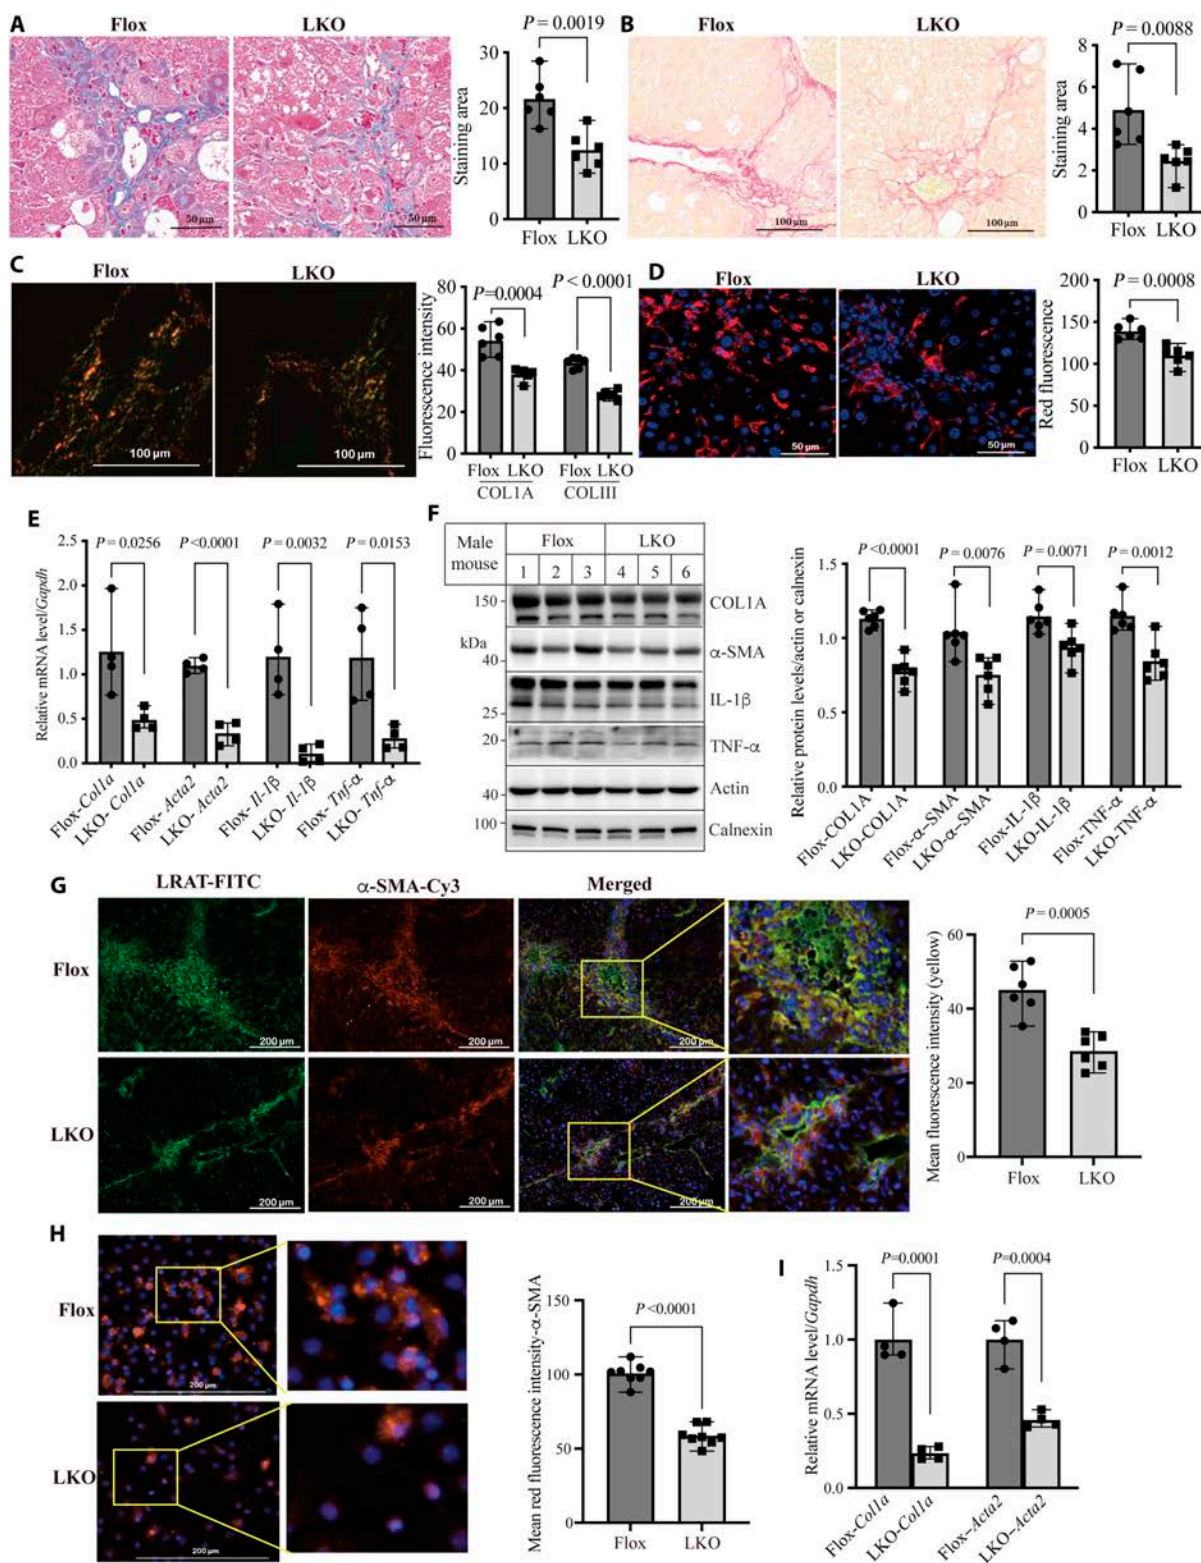 A
Flox
LKO
50 µm
50 µm
P = 0.0019
Staining area
30
20
10
0
Flox LKO
B
Flox
LKO
100 µm
100 µm
P = 0.0088
Staining area
8
6
4
2
0
Flox LKO
C
Flox
LKO
100 µm
100 µm
P=0.0004
P < 0.0001
Fluorescence intensity
80
60
40
20
0
Flox LKO Flox LKO
COL1A COLIII
D
Flox
LKO
50 µm
50 µm
P = 0.0008
Red fluorescence
200
150
100
50
0
Flox LKO
E
P = 0.0256 P <0.0001 P = 0.0032 P = 0.0153
Relative mRNA level/Gapdh
2.5
2.0
1.5
1.0
0.5
0.0
Flox-Col1a
LKO-Col1a
Flox-Acta2
LKO-Acta2
Flox-Il-1β
LKO-Il-1β
Flox-Tnf-α
LKO-Tnf-α
F
Male mouse
Flox
LKO
1 2 3 4 5 6
150
COL1A
kDa
40
α-SMA
25
IL-1β
20
TNF-α
40
Actin
100
Calnexin
P <0.0001 P = 0.0076 P = 0.0071 P = 0.0012
Relative protein levels/actin or calnexin
1.5
1.0
0.5
0.0
Flox-COL1A
LKO-COL1A
Flox-α-SMA
LKO-α-SMA
Flox-IL-1β
LKO-IL-1β
Flox-TNF-α
LKO-TNF-α
G
LRAT-FITC
α-SMA-Cy3
Merged
Flox
200 µm
200 µm
200 µm
LKO
200 µm
200 µm
200 µm
P = 0.0005
Mean fluorescence intensity (yellow)
60
40
20
0
Flox LKO
H
Flox
200 µm
LKO
200 µm
P <0.0001
Mean red fluorescence intensity-α-SMA
150
100
50
0
Flox LKO
I
P=0.0001 P=0.0004
Relative mRNA level/Gapdh
1.5
1.0
0.5
0.0
Flox-Col1a
LKO-Col1a
Flox-Acta2
LKO-Acta2